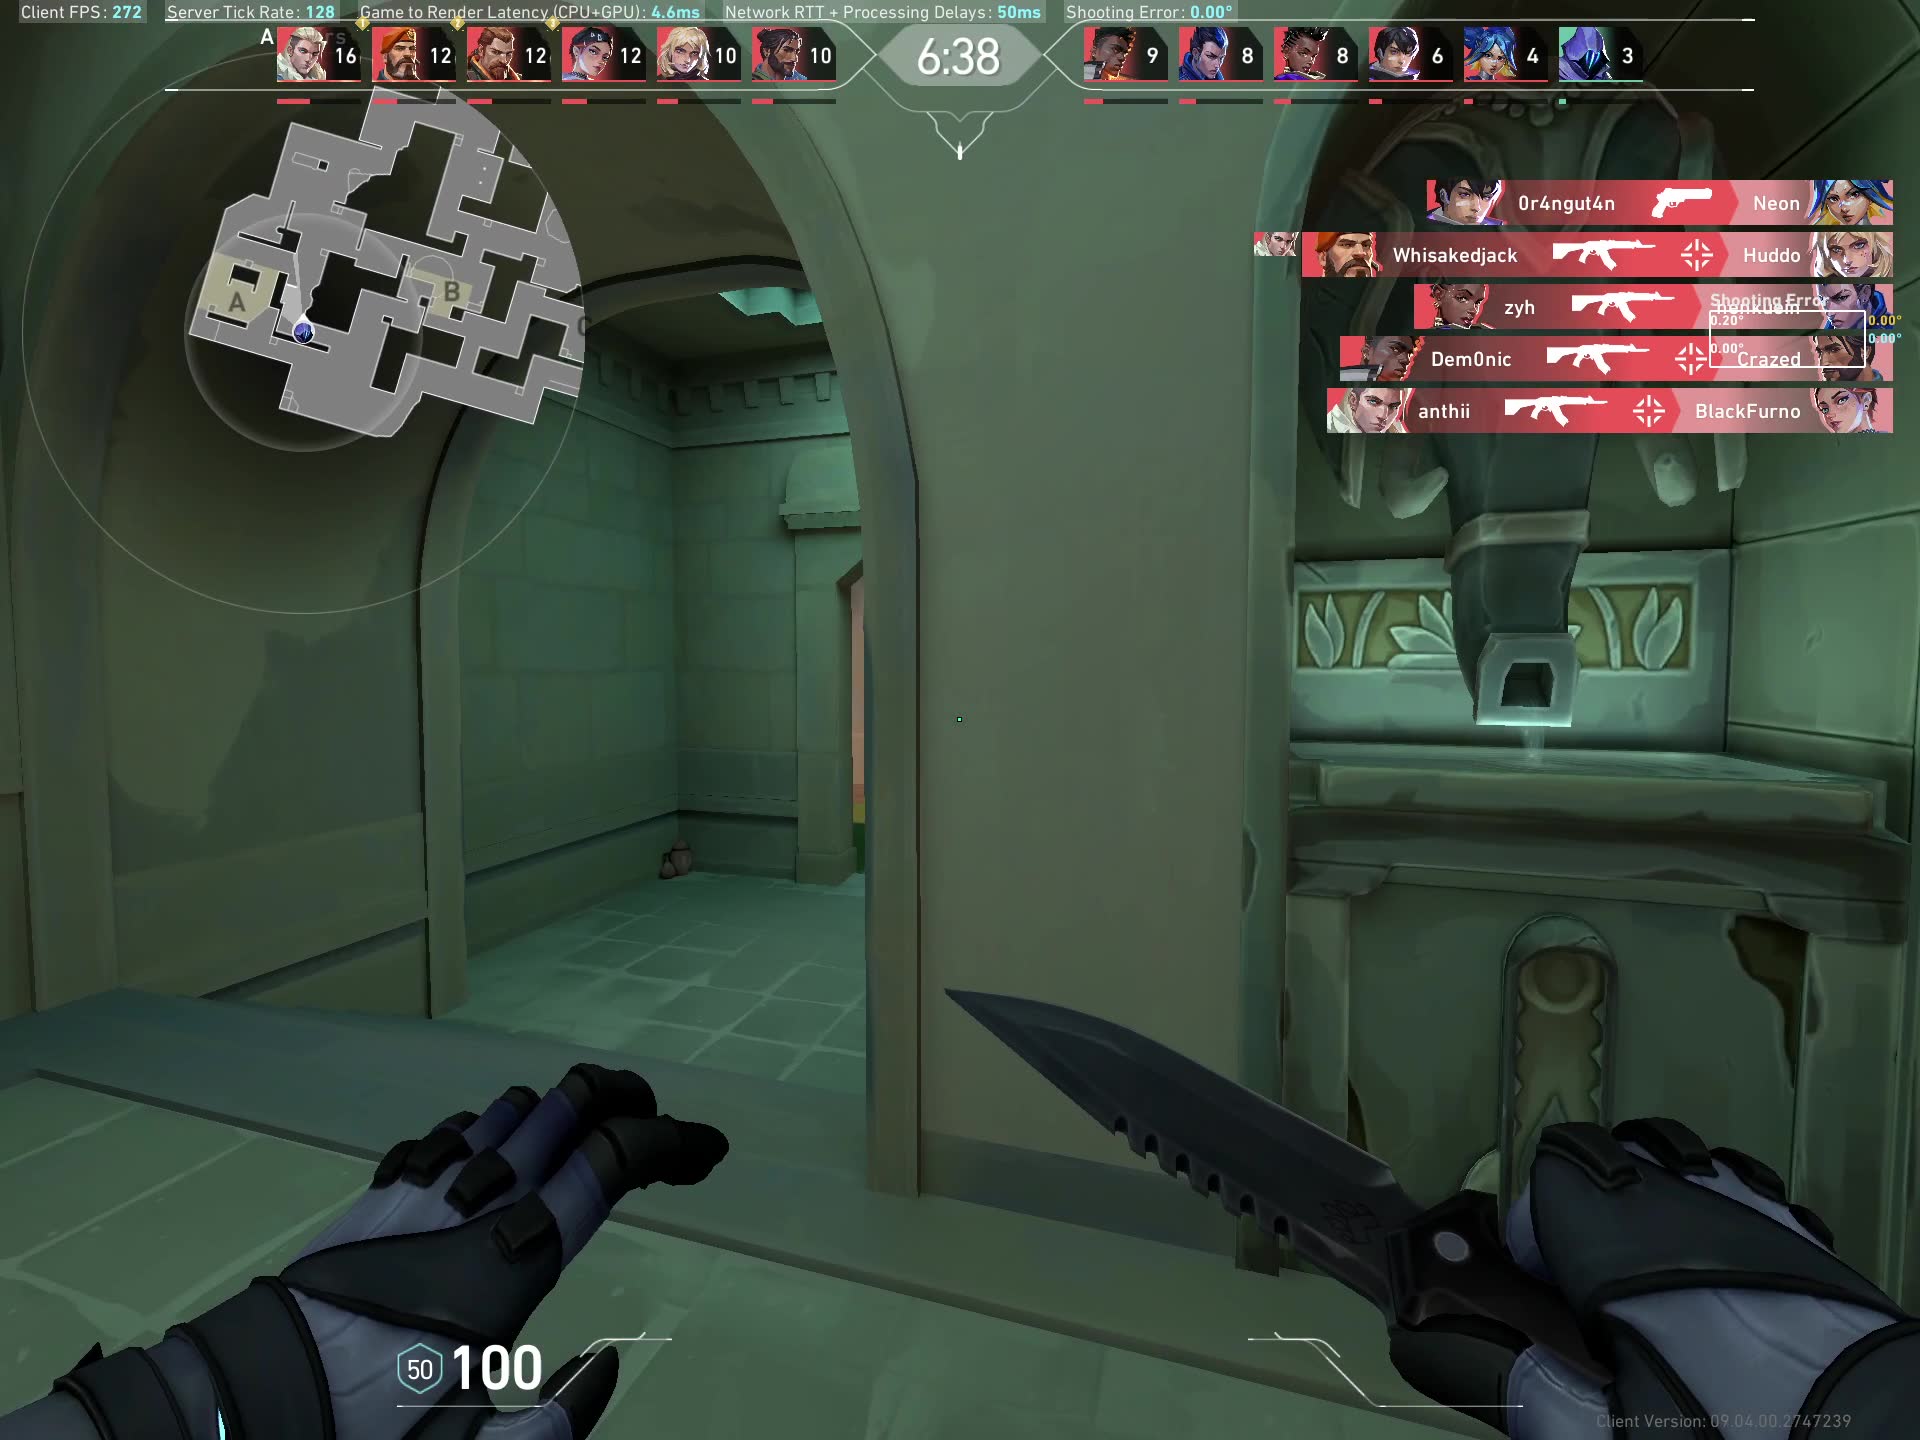 Client FPS: 272 Server Tick Rate: 128 Game to Render Latency (CPU+GPU): 4.6ms Network RTT + Processing Delays: 50ms Shooting Error: 0.00°
16 12 12 12 10 10 6:38 9 8 8 6 4 3
0r4ngut4n Neon
Whisakedjack Huddo
zyh
Shooting Error
0.20° 0.00°
0.00°
Dem0nic 0.00° Crazed
anthii BlackFurno
A B C
50 100
Client Version: 09.04.00.2747239